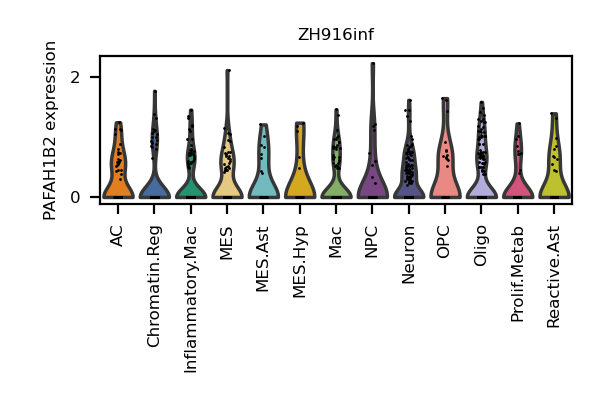 ZH916inf
PAFAH1B2 expression
2
0
AC
Chromatin.Reg
Inflammatory.Mac
MES
MES.Ast
MES.Hyp
Mac
NPC
Neuron
OPC
Oligo
Prolif.Metab
Reactive.Ast